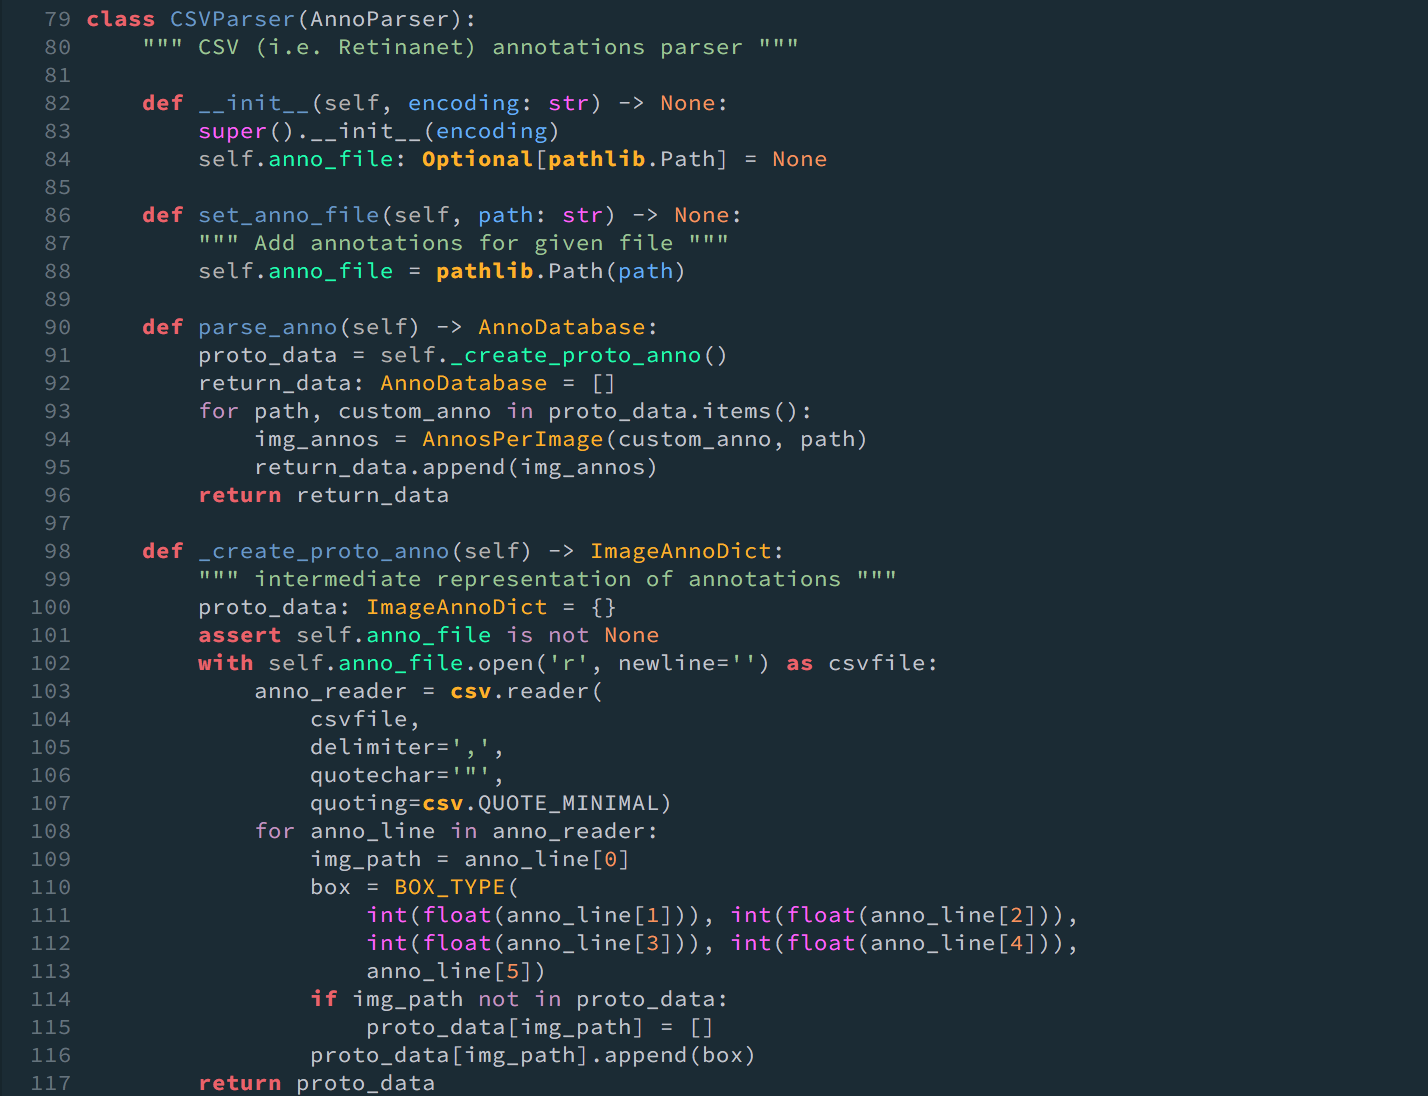 79 class CSVParser(AnnoParser):
80     """ CSV (i.e. Retinanet) annotations parser """
81
82     def __init__(self, encoding: str) -> None:
83         super().__init__(encoding)
84         self.anno_file: Optional[pathlib.Path] = None
85
86     def set_anno_file(self, path: str) -> None:
87         """ Add annotations for given file """
88         self.anno_file = pathlib.Path(path)
89
90     def parse_anno(self) -> AnnoDatabase:
91         proto_data = self._create_proto_anno()
92         return_data: AnnoDatabase = []
93         for path, custom_anno in proto_data.items():
94             img_annos = AnnosPerImage(custom_anno, path)
95             return_data.append(img_annos)
96         return return_data
97
98     def _create_proto_anno(self) -> ImageAnnoDict:
99         """ intermediate representation of annotations """
100         proto_data: ImageAnnoDict = {}
101         assert self.anno_file is not None
102         with self.anno_file.open('r', newline='') as csvfile:
103             anno_reader = csv.reader(
104                 csvfile,
105                 delimiter=',',
106                 quotechar='"',
107                 quoting=csv.QUOTE_MINIMAL)
108             for anno_line in anno_reader:
109                 img_path = anno_line[0]
110                 box = BOX_TYPE(
111                     int(float(anno_line[1])), int(float(anno_line[2])),
112                     int(float(anno_line[3])), int(float(anno_line[4])),
113                     anno_line[5])
114                 if img_path not in proto_data:
115                     proto_data[img_path] = []
116                 proto_data[img_path].append(box)
117         return proto_data